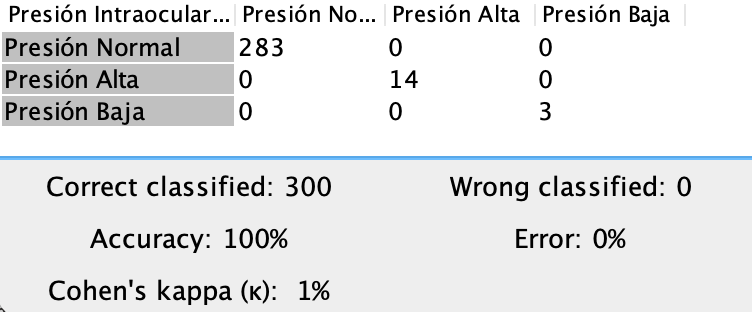 Presión Intraocular... Presión No... Presión Alta Presión Baja
Presión Normal 283 0 0
Presión Alta 0 14 0
Presión Baja 0 0 3
Correct classified: 300 Wrong classified: 0
Accuracy: 100% Error: 0%
Cohen's kappa (κ): 1%